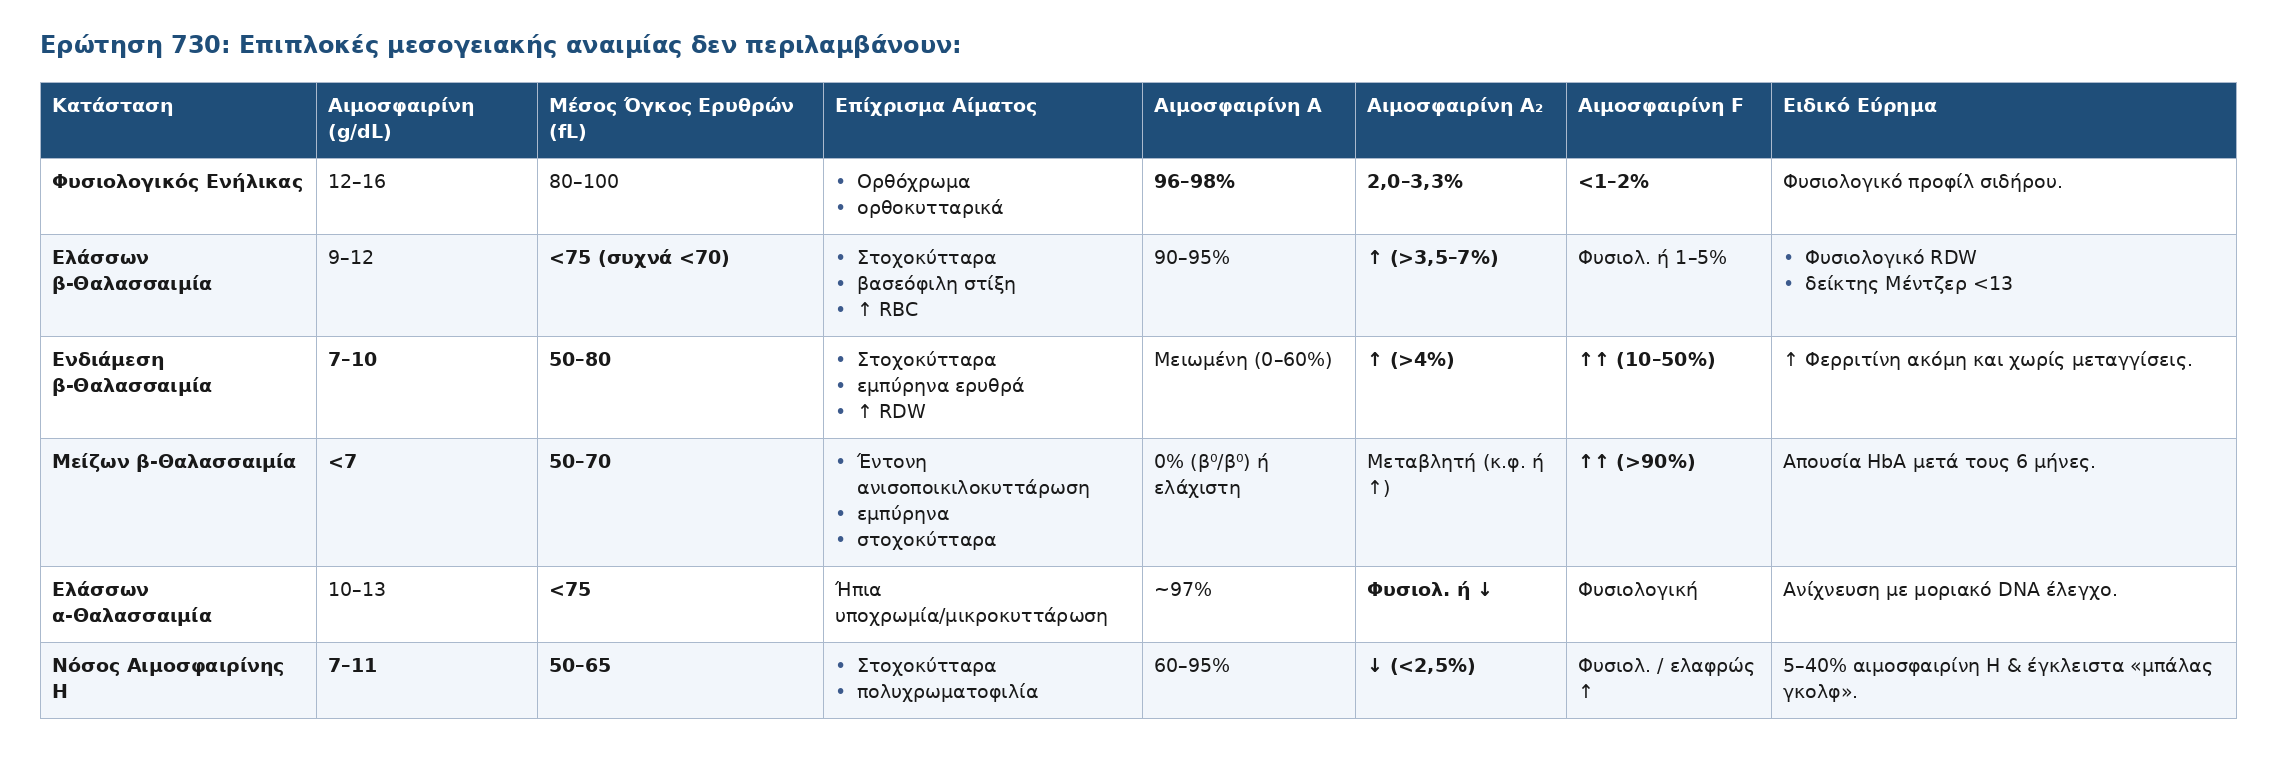 Ερώτηση 730: Επιπλοκές μεσογειακής αναιμίας δεν περιλαμβάνουν:
Κατάσταση
Αιμοσφαιρίνη
(g/dL)
Μέσος Όγκος Ερυθρών
(fL)
Επίχρισμα Αίματος
Αιμοσφαιρίνη A
Αιμοσφαιρίνη A₂
Αιμοσφαιρίνη F
Ειδικό Εύρημα
Φυσιολογικός Ενήλικας
12–16
80–100
• Ορθόχρωμα
• ορθοκυτταρικά
96–98%
2,0–3,3%
<1–2%
Φυσιολογικό προφίλ σιδήρου.
Ελάσσων
β-Θαλασσαιμία
9–12
<75 (συχνά <70)
• Στοχοκύτταρα
• βασεόφιλη στίξη
• ↑ RBC
90–95%
↑ (>3,5–7%)
Φυσιολ. ή 1–5%
• Φυσιολογικό RDW
• δείκτης Μέντζερ <13
Ενδιάμεση
β-Θαλασσαιμία
7–10
50–80
• Στοχοκύτταρα
• εμπύρηνα ερυθρά
• ↑ RDW
Μειωμένη (0–60%)
↑ (>4%)
↑↑ (10–50%)
↑ Φερριτίνη ακόμη και χωρίς μεταγγίσεις.
Μείζων β-Θαλασσαιμία
<7
50–70
• Έντονη
ανισοποικιλοκυττάρωση
• εμπύρηνα
• στοχοκύτταρα
0% (β⁰/β⁰) ή
ελάχιστη
Μεταβλητή (κ.φ. ή
↑)
↑↑ (>90%)
Απουσία HbA μετά τους 6 μήνες.
Ελάσσων
α-Θαλασσαιμία
10–13
<75
Ήπια
υποχρωμία/μικροκυττάρωση
~97%
Φυσιολ. ή ↓
Φυσιολογική
Ανίχνευση με μοριακό DNA έλεγχο.
Νόσος Αιμοσφαιρίνης
H
7–11
50–65
• Στοχοκύτταρα
• πολυχρωματοφιλία
60–95%
↓ (<2,5%)
Φυσιολ. / ελαφρώς
↑
5–40% αιμοσφαιρίνη H & έγκλειστα «μπάλας
γκολφ».